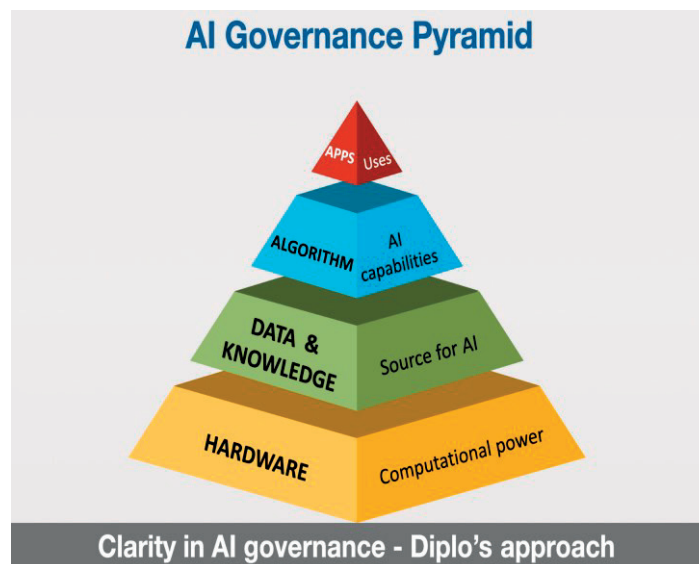 AI Governance Pyramid
APPS
Uses
ALGORITHM
AI
capabilities
DATA &
KNOWLEDGE
Source for AI
HARDWARE
Computational power
Clarity in AI governance - Diplo's approach